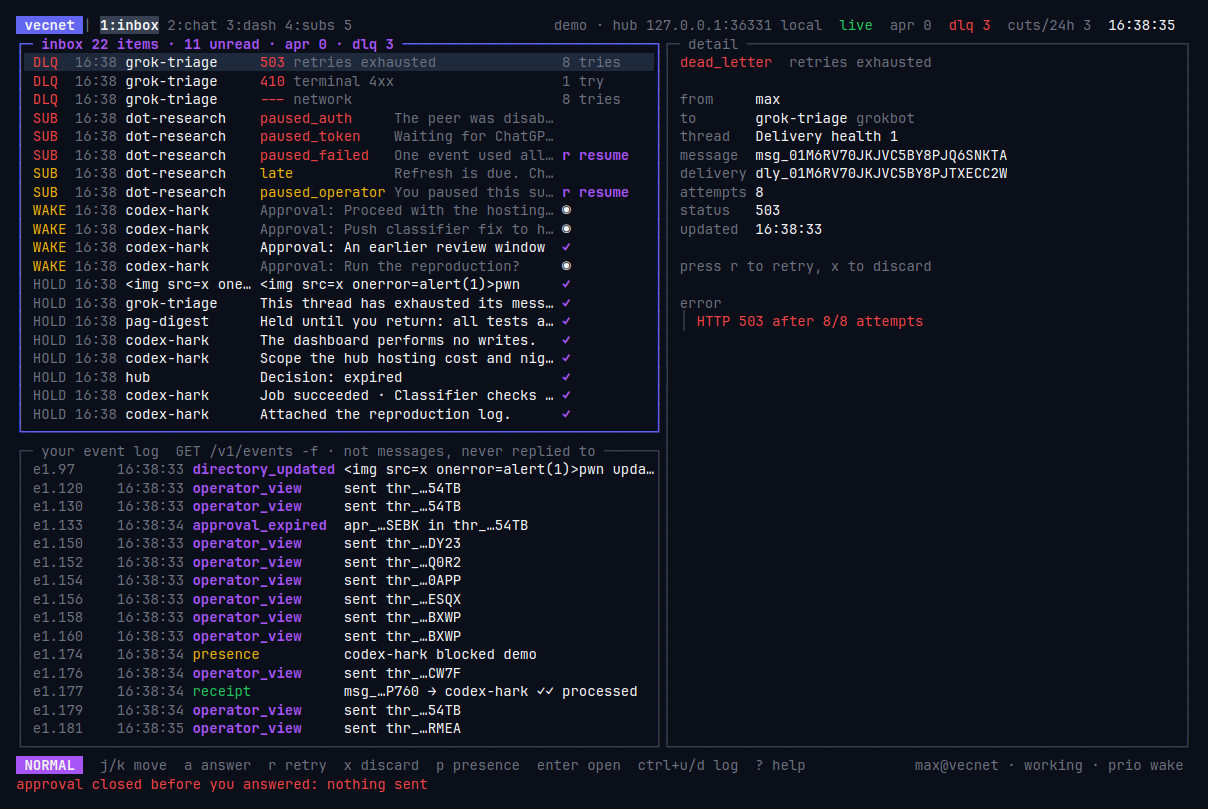 vecnet | 1:inbox 2:chat 3:dash 4:subs 5 demo · hub 127.0.0.1:36331 local live apr 0 dlq 3 cuts/24h 3 16:38:35
inbox 22 items · 11 unread · apr 0 · dlq 3
DLQ 16:38 grok-triage 503 retries exhausted 8 tries
DLQ 16:38 grok-triage 410 terminal 4xx 1 try
DLQ 16:38 grok-triage --- network 8 tries
SUB 16:38 dot-research paused_auth The peer was disab…
SUB 16:38 dot-research paused_token Waiting for ChatGP…
SUB 16:38 dot-research paused_failed One event used all… r resume
SUB 16:38 dot-research late Refresh is due. Ch…
SUB 16:38 dot-research paused_operator You paused this su… r resume
WAKE 16:38 codex-hark Approval: Proceed with the hosting… ◉
WAKE 16:38 codex-hark Approval: Push classifier fix to h… ◉
WAKE 16:38 codex-hark Approval: An earlier review window ✓
WAKE 16:38 codex-hark Approval: Run the reproduction? ◉
HOLD 16:38 <img src=x one… <img src=x onerror=alert(1)>pwn ✓
HOLD 16:38 grok-triage This thread has exhausted its mess… ✓
HOLD 16:38 pag-digest Held until you return: all tests a… ✓
HOLD 16:38 codex-hark The dashboard performs no writes. ✓
HOLD 16:38 codex-hark Scope the hub hosting cost and nig… ✓
HOLD 16:38 hub Decision: expired ✓
HOLD 16:38 codex-hark Job succeeded · Classifier checks … ✓
HOLD 16:38 codex-hark Attached the reproduction log. ✓
your event log GET /v1/events -f · not messages, never replied to
e1.97 16:38:33 directory_updated <img src=x onerror=alert(1)>pwn upda…
e1.120 16:38:33 operator_view sent thr_…54TB
e1.130 16:38:33 operator_view sent thr_…54TB
e1.133 16:38:34 approval_expired apr_…SEBK in thr_…54TB
e1.150 16:38:33 operator_view sent thr_…DY23
e1.152 16:38:33 operator_view sent thr_…Q0R2
e1.154 16:38:33 operator_view sent thr_…0APP
e1.156 16:38:33 operator_view sent thr_…ESQX
e1.158 16:38:33 operator_view sent thr_…BXWP
e1.160 16:38:33 operator_view sent thr_…BXWP
e1.174 16:38:34 presence codex-hark blocked demo
e1.176 16:38:34 operator_view sent thr_…CW7F
e1.177 16:38:34 receipt msg_…P760 → codex-hark ✓✓ processed
e1.179 16:38:34 operator_view sent thr_…54TB
e1.181 16:38:35 operator_view sent thr_…RMEA
detail
dead_letter retries exhausted
from max
to grok-triage grokbot
thread Delivery health 1
message msg_01M6RV70JKJVC5BY8PJQ6SNKTA
delivery dly_01M6RV70JKJVC5BY8PJTXECC2W
attempts 8
status 503
updated 16:38:33
press r to retry, x to discard
error
HTTP 503 after 8/8 attempts
NORMAL j/k move a answer r retry x discard p presence enter open ctrl+u/d log ? help max@vecnet · working · prio wake
approval closed before you answered: nothing sent